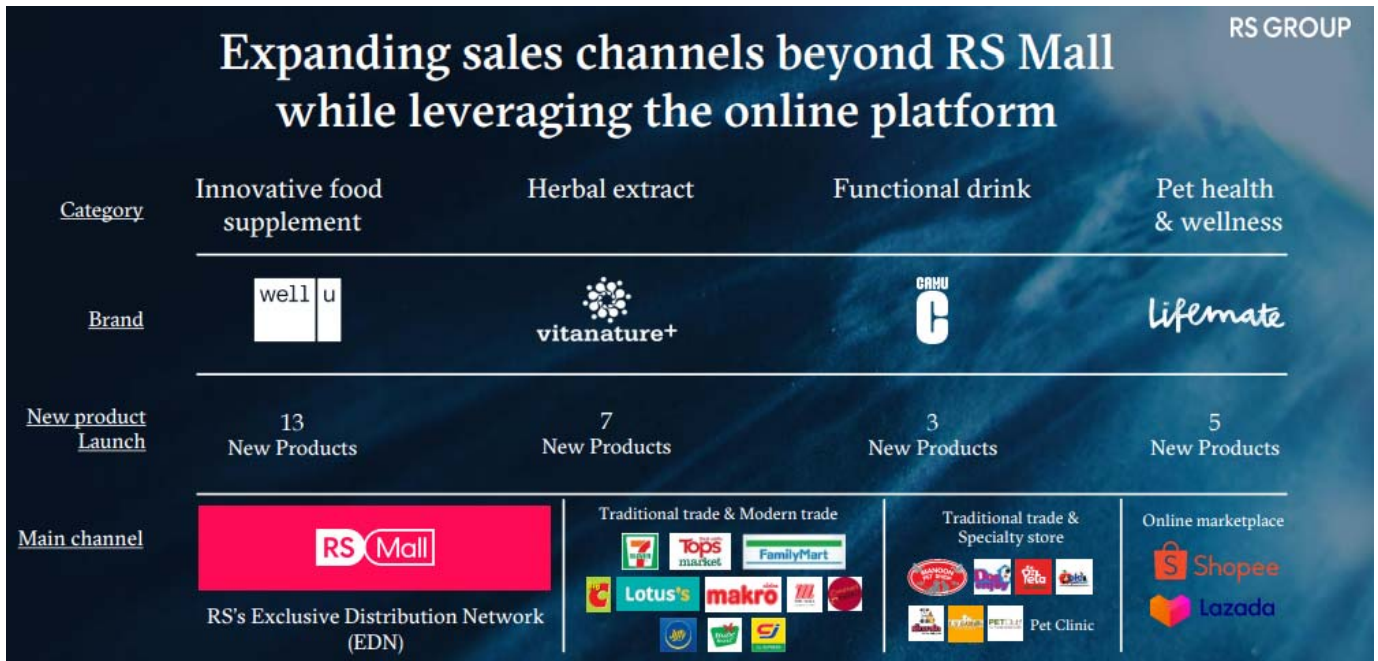 RS GROUP
Expanding sales channels beyond RS Mall
while leveraging the online platform
Category
Innovative food
supplement
Herbal extract
Functional drink
Pet health
& wellness
Brand
well u
vitanature+
CAMU
C
Lifemate
New product
Launch
13
New Products
7
New Products
3
New Products
5
New Products
Main channel
RS Mall
RS's Exclusive Distribution Network
(EDN)
Traditional trade & Modern trade
7 ELEVEN
Tops
market
FamilyMart
Lotus's
makro
Traditional trade &
Specialty store
Pet Clinic
Online marketplace
Shopee
Lazada